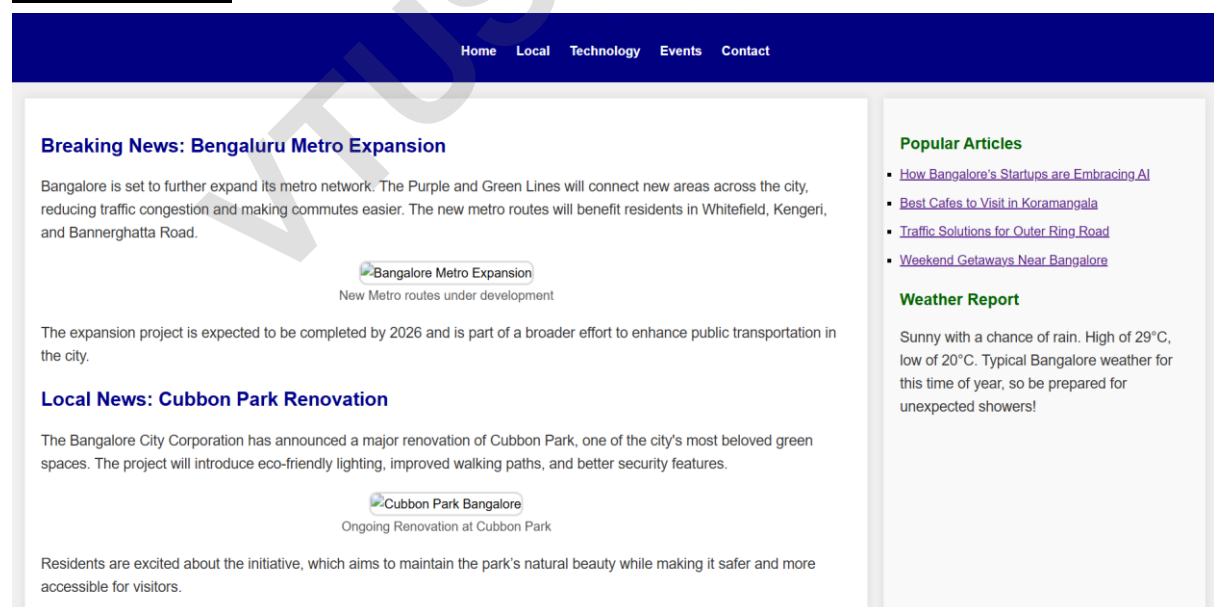 Home Local Technology Events Contact
Breaking News: Bengaluru Metro Expansion
Bangalore is set to further expand its metro network. The Purple and Green Lines will connect new areas across the city,
reducing traffic congestion and making commutes easier. The new metro routes will benefit residents in Whitefield, Kengeri,
and Bannerghatta Road.
Bangalore Metro Expansion
New Metro routes under development
The expansion project is expected to be completed by 2026 and is part of a broader effort to enhance public transportation in
the city.
Local News: Cubbon Park Renovation
The Bangalore City Corporation has announced a major renovation of Cubbon Park, one of the city's most beloved green
spaces. The project will introduce eco-friendly lighting, improved walking paths, and better security features.
Cubbon Park Bangalore
Ongoing Renovation at Cubbon Park
Residents are excited about the initiative, which aims to maintain the park's natural beauty while making it safer and more
accessible for visitors.
Popular Articles
How Bangalore's Startups are Embracing AI
Best Cafes to Visit in Koramangala
Traffic Solutions for Outer Ring Road
Weekend Getaways Near Bangalore
Weather Report
Sunny with a chance of rain. High of 29°C,
low of 20°C. Typical Bangalore weather for
this time of year, so be prepared for
unexpected showers!
VTUS